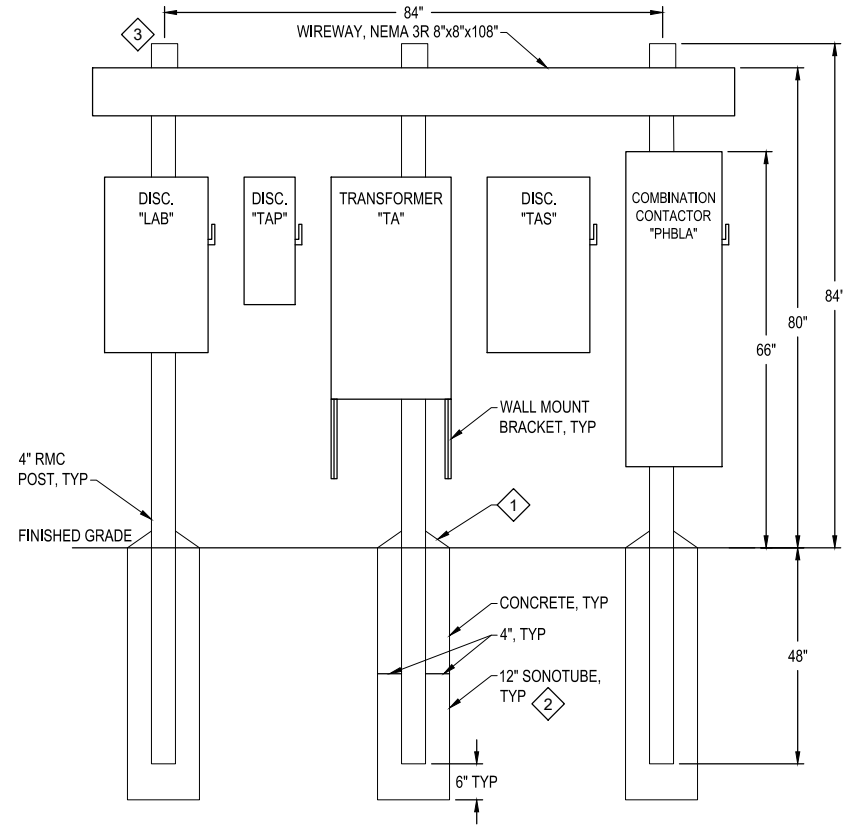 84"
3
WIREWAY, NEMA 3R 8"x8"x108"
DISC.
"LAB"
DISC.
"TAP"
TRANSFORMER
"TA"
DISC.
"TAS"
COMBINATION
CONTACTOR
"PHBLA"
84"
80"
66"
WALL MOUNT
BRACKET, TYP
4" RMC
POST, TYP
1
FINISHED GRADE
CONCRETE, TYP
4", TYP
48"
12" SONOTUBE,
TYP 2
6" TYP